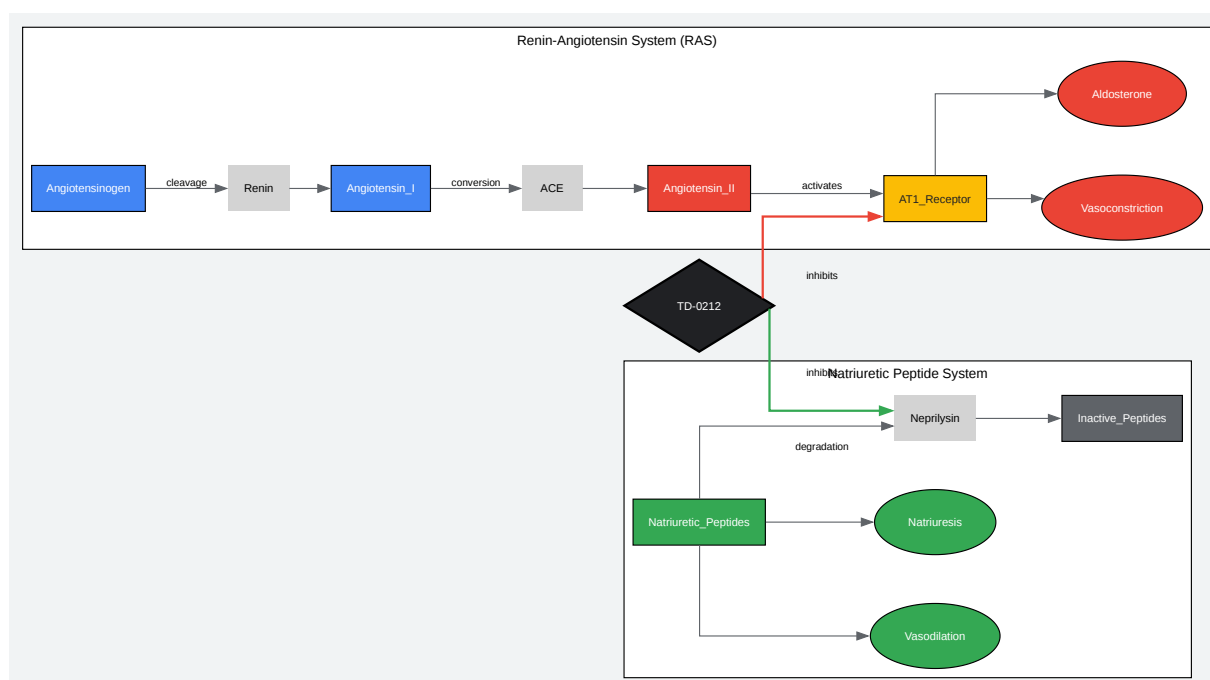 Renin-Angiotensin System (RAS)
Aldosterone
Angiotensinogen
cleavage
Renin
Angiotensin_I
conversion
ACE
Angiotensin_II
activates
AT1_Receptor
Vasoconstriction
inhibits
TD-0212
inhibits
Natriuretic Peptide System
Neprilysin
Inactive_Peptides
degradation
Natriuretic_Peptides
Natriuresis
Vasodilation